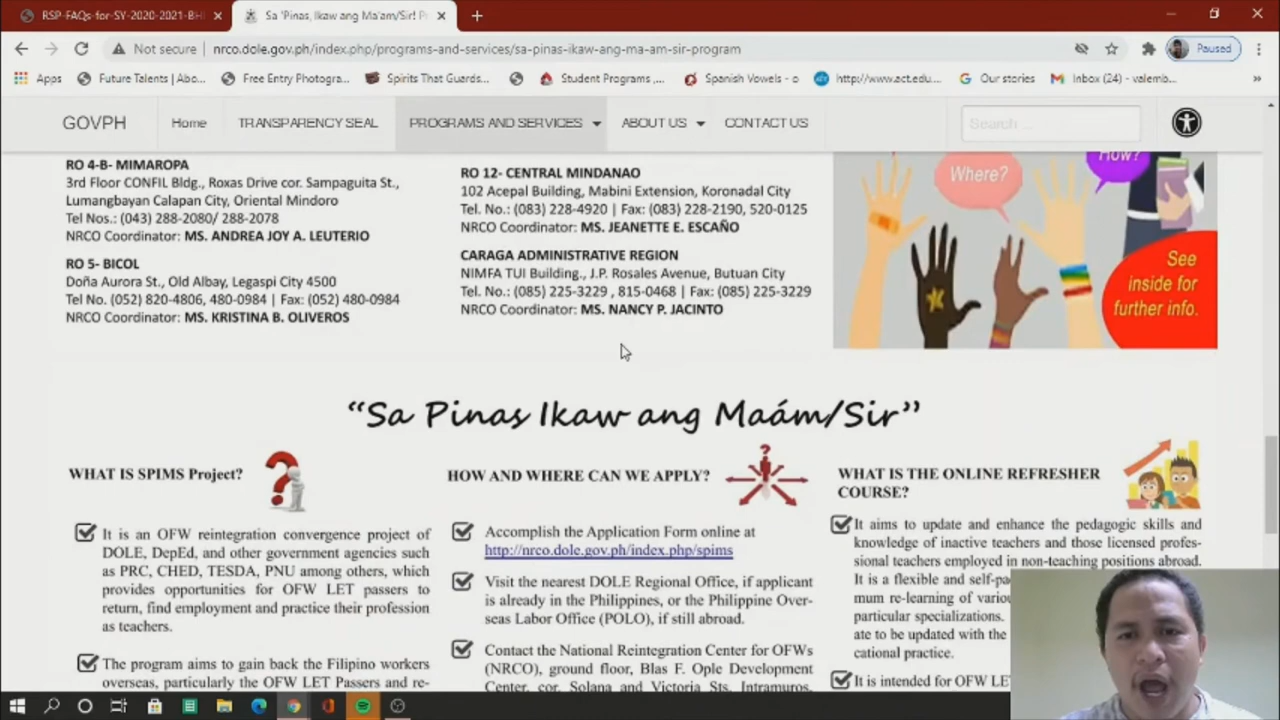 RSP-FAQs-for-SY-2020-2021-BHI
Sa 'Pinas, Ikaw ang Ma'am/Sir! Pr
Not secure | nrco.dole.gov.ph/index.php/programs-and-services/sa-pinas-ikaw-ang-ma-am-sir-program
Paused
Apps
Future Talents | Abo...
Free Entry Photogra...
Spirits That Guards...
Student Programs ,...
Spanish Vowels - o
http://www.act.edu....
Our stories
Inbox (24) - valemb...
GOVPH
Home
TRANSPARENCY SEAL
PROGRAMS AND SERVICES
ABOUT US
CONTACT US
Search ...
RO 4-B- MIMAROPA
3rd Floor CONFIL Bldg., Roxas Drive cor. Sampaguita St.,
Lumangbayan Calapan City, Oriental Mindoro
Tel Nos.: (043) 288-2080/ 288-2078
NRCO Coordinator: MS. ANDREA JOY A. LEUTERIO
RO 5- BICOL
Doña Aurora St., Old Albay, Legaspi City 4500
Tel No. (052) 820-4806, 480-0984 | Fax: (052) 480-0984
NRCO Coordinator: MS. KRISTINA B. OLIVEROS
RO 12- CENTRAL MINDANAO
102 Acepal Building, Mabini Extension, Koronadal City
Tel. No.: (083) 228-4920 | Fax: (083) 228-2190, 520-0125
NRCO Coordinator: MS. JEANETTE E. ESCAÑO
CARAGA ADMINISTRATIVE REGION
NIMFA TUI Building., J.P. Rosales Avenue, Butuan City
Tel. No.: (085) 225-3229 , 815-0468 | Fax: (085) 225-3229
NRCO Coordinator: MS. NANCY P. JACINTO
Where?
How?
See
inside for
further info.
“Sa Pinas Ikaw ang Maám/Sir”
WHAT IS SPIMS Project?
It is an OFW reintegration convergence project of
DOLE, DepEd, and other government agencies such
as PRC, CHED, TESDA, PNU among others, which
provides opportunities for OFW LET passers to
return, find employment and practice their profession
as teachers.
The program aims to gain back the Filipino workers
overseas, particularly the OFW LET Passers and re-
HOW AND WHERE CAN WE APPLY?
Accomplish the Application Form online at
http://nrco.dole.gov.ph/index.php/spims
Visit the nearest DOLE Regional Office, if applicant
is already in the Philippines, or the Philippine Over-
seas Labor Office (POLO), if still abroad.
Contact the National Reintegration Center for OFWs
(NRCO), ground floor, Blas F. Ople Development
Center, cor. Solana and Victoria Sts. Intramuros,
WHAT IS THE ONLINE REFRESHER
COURSE?
It aims to update and enhance the pedagogic skills and
knowledge of inactive teachers and those licensed profes-
sional teachers employed in non-teaching positions abroad.
It is a flexible and self-pa
mum re-learning of variou
particular specializations.
ate to be updated with the
cational practice.
It is intended for OFW LE